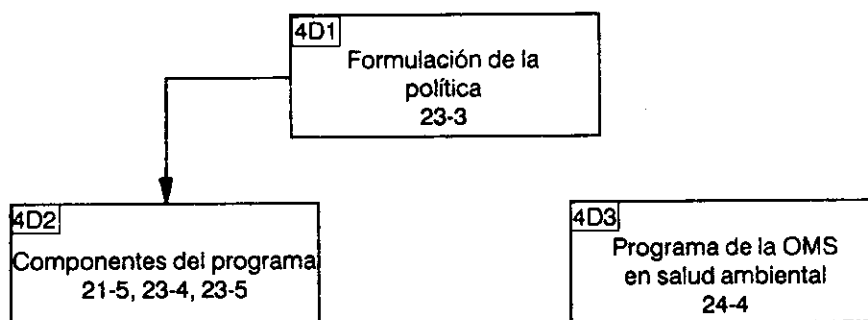 4D1
Formulación de la
política
23-3
4D2
Componentes del programa
21-5, 23-4, 23-5
4D3
Programa de la OMS
en salud ambiental
24-4